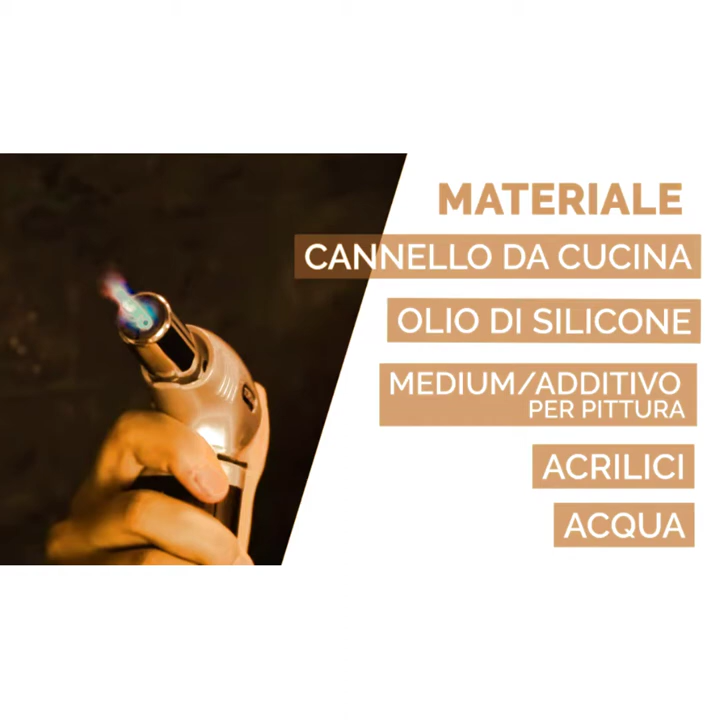 MATERIALE
CANNELLO DA CUCINA
OLIO DI SILICONE
MEDIUM/ADDITIVO
PER PITTURA
ACRILICI
ACQUA